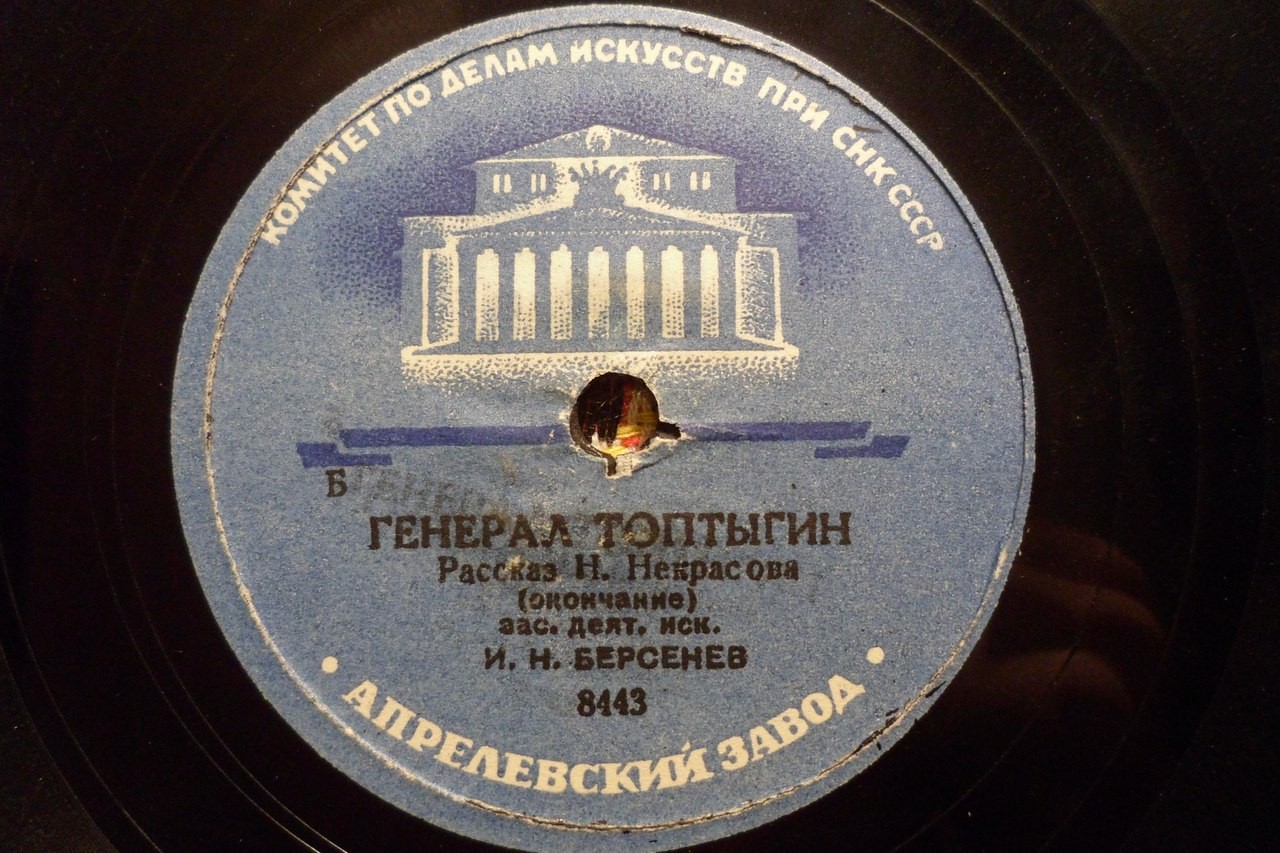 КОМИТЕТ ПО ДЕЛАМ ИСКУССТВ ПРИ СНК СССР
Б
ГЕНЕРАЛ ТОПТЫГИН
Рассказ Н. Некрасова
(окончание)
зас. деят. иск.
И. Н. БЕРСЕНЕВ
8443
• АПРЕЛЕВСКИЙ ЗАВОД •